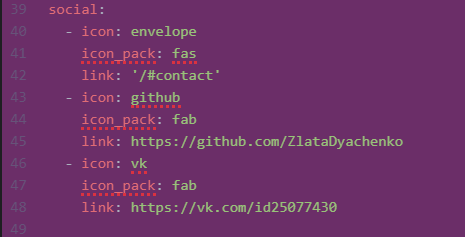 39 social:
40 - icon: envelope
41 icon_pack: fas
42 link: '/#contact'
43 - icon: github
44 icon_pack: fab
45 link: https://github.com/ZlataDyachenko
46 - icon: vk
47 icon_pack: fab
48 link: https://vk.com/id25077430
49